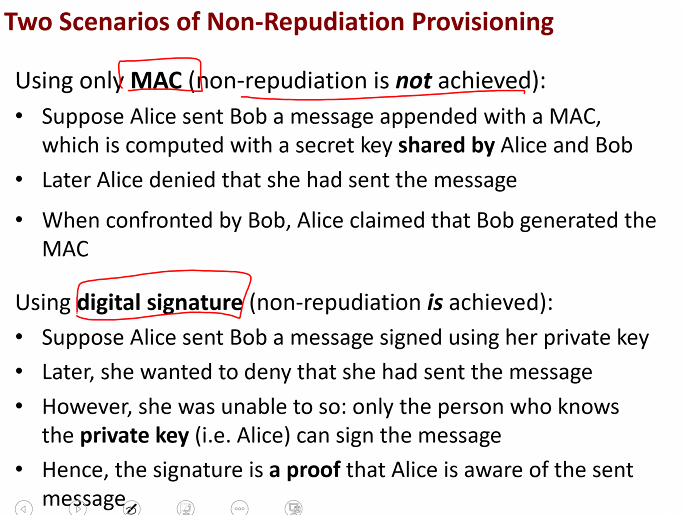 Two Scenarios of Non-Repudiation Provisioning
Using only MAC (non-repudiation is not achieved):
• Suppose Alice sent Bob a message appended with a MAC,
which is computed with a secret key shared by Alice and Bob
• Later Alice denied that she had sent the message
• When confronted by Bob, Alice claimed that Bob generated the
MAC
Using digital signature (non-repudiation is achieved):
• Suppose Alice sent Bob a message signed using her private key
• Later, she wanted to deny that she had sent the message
• However, she was unable to so: only the person who knows
the private key (i.e. Alice) can sign the message
• Hence, the signature is a proof that Alice is aware of the sent
message